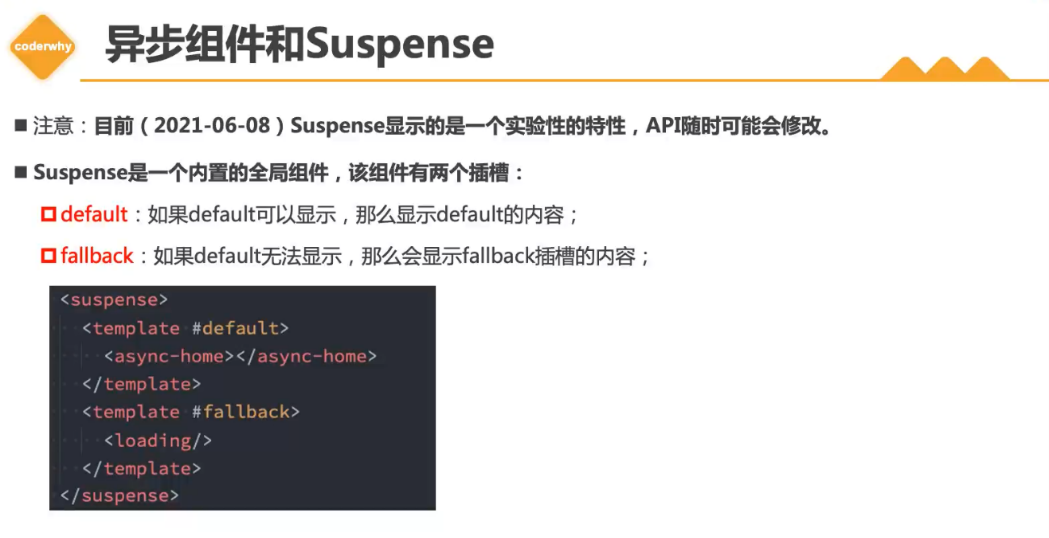 coderwhy
异步组件和Suspense
注意：目前（2021-06-08）Suspense显示的是一个实验性的特性，API随时可能会修改。
Suspense是一个内置的全局组件，该组件有两个插槽：
default：如果default可以显示，那么显示default的内容；
fallback：如果default无法显示，那么会显示fallback插槽的内容；
<suspense>
  <template #default>
    <async-home></async-home>
  </template>
  <template #fallback>
    <loading/>
  </template>
</suspense>